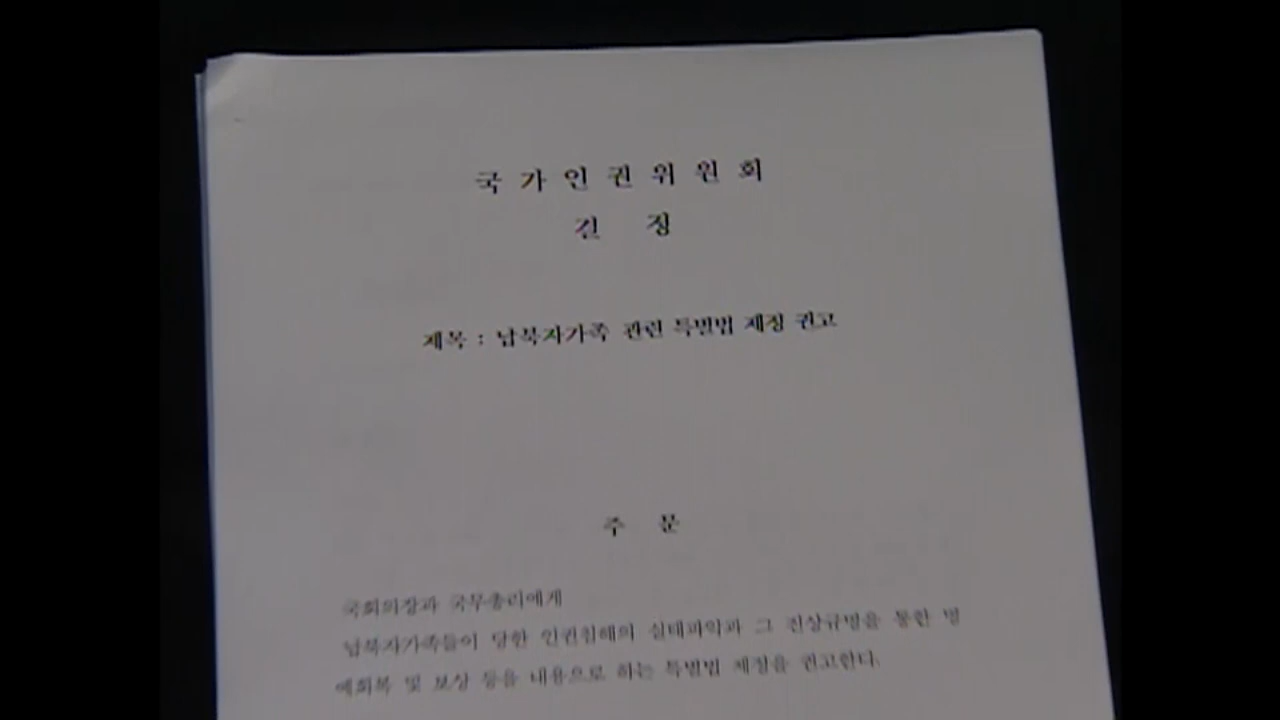 국가인권위원회
결 정
제목 : 납북자가족 관련 특별법 제정 권고
주 문
국회의장과 국무총리에게
납북자가족들이 당한 인권침해의 실태파악과 그 진상규명을 통한 명
예회복 및 보상 등을 내용으로 하는 특별법 제정을 권고한다.